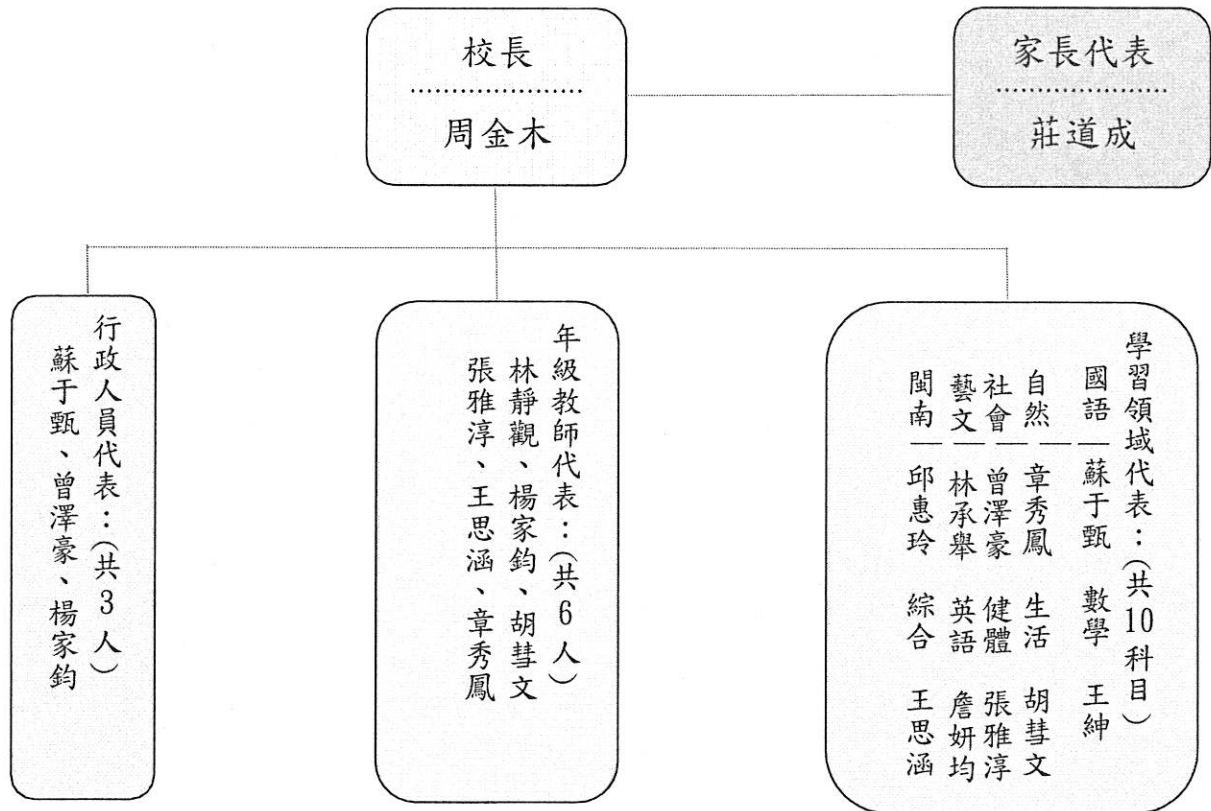 校長
周金木
家長代表
莊道成
行政人員代表：(共3人)
蘇于甄、曾澤豪、楊家鈞
年級教師代表：(共6人)
林靜觀、楊家鈞、胡彗文
張雅淳、王思涵、章秀鳳
學習領域代表：(共10科目)
國語—蘇于甄 數學 王紳
自然—章秀鳳 生活 胡彗文
社會—曾澤豪 健體 張雅淳
藝文—林承舉 英語 詹妍均
閩南—邱惠玲 綜合 王思涵